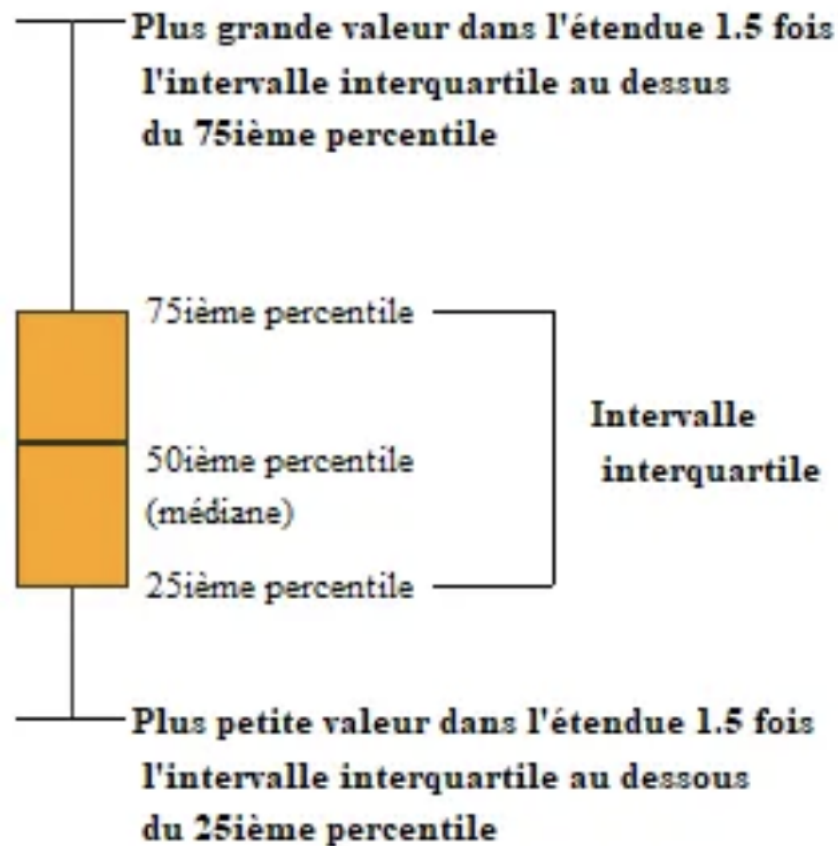 Plus grande valeur dans l'étendue 1.5 fois
l'intervalle interquartile au dessus
du 75ième percentile
75ième percentile
Intervalle
interquartile
50ième percentile
(médiane)
25ième percentile
Plus petite valeur dans l'étendue 1.5 fois
l'intervalle interquartile au dessous
du 25ième percentile